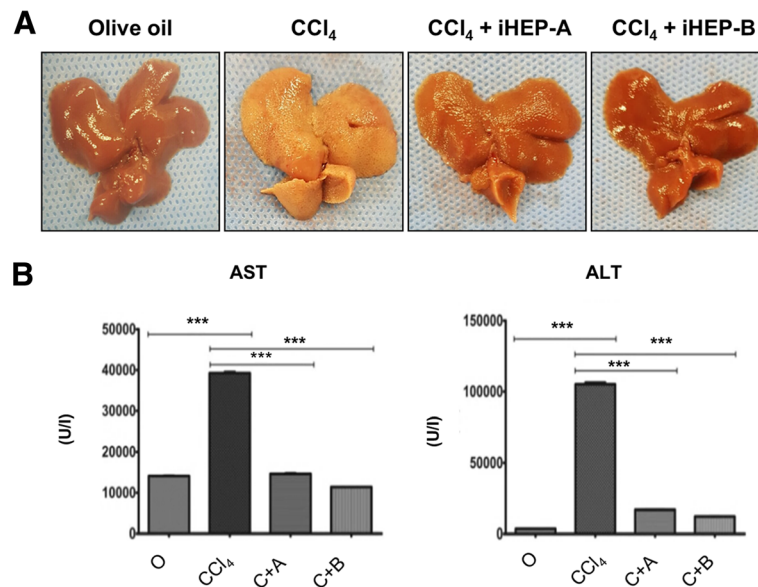 A
Olive oil
CCl₄
CCl₄ + iHEP-A
CCl₄ + iHEP-B
B
AST
(U/l)
50000
40000
30000
20000
10000
0
***
***
***
O
CCl₄
C+A
C+B
ALT
(U/l)
150000
100000
50000
0
***
***
***
O
CCl₄
C+A
C+B